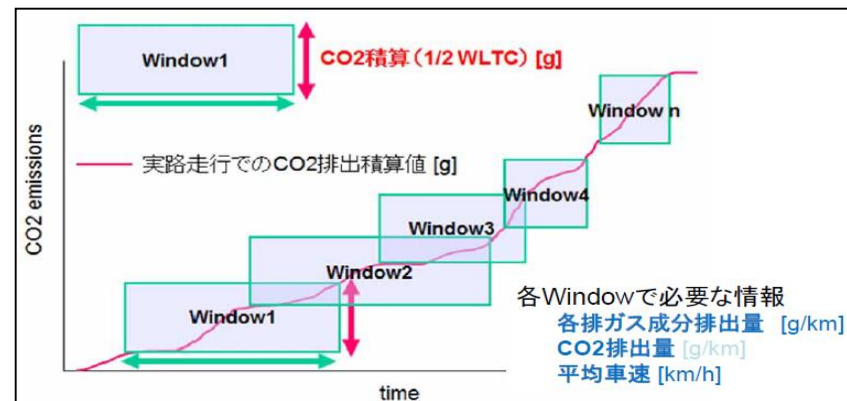 Window1
CO2積算(1/2 WLTC) [g]
Window n
実路走行でのCO2排出積算値 [g]
CO2 emissions
Window4
Window3
Window2
Window1
各Windowで必要な情報
各排ガス成分排出量 [g/km]
CO2排出量 [g/km]
平均車速 [km/h]
time